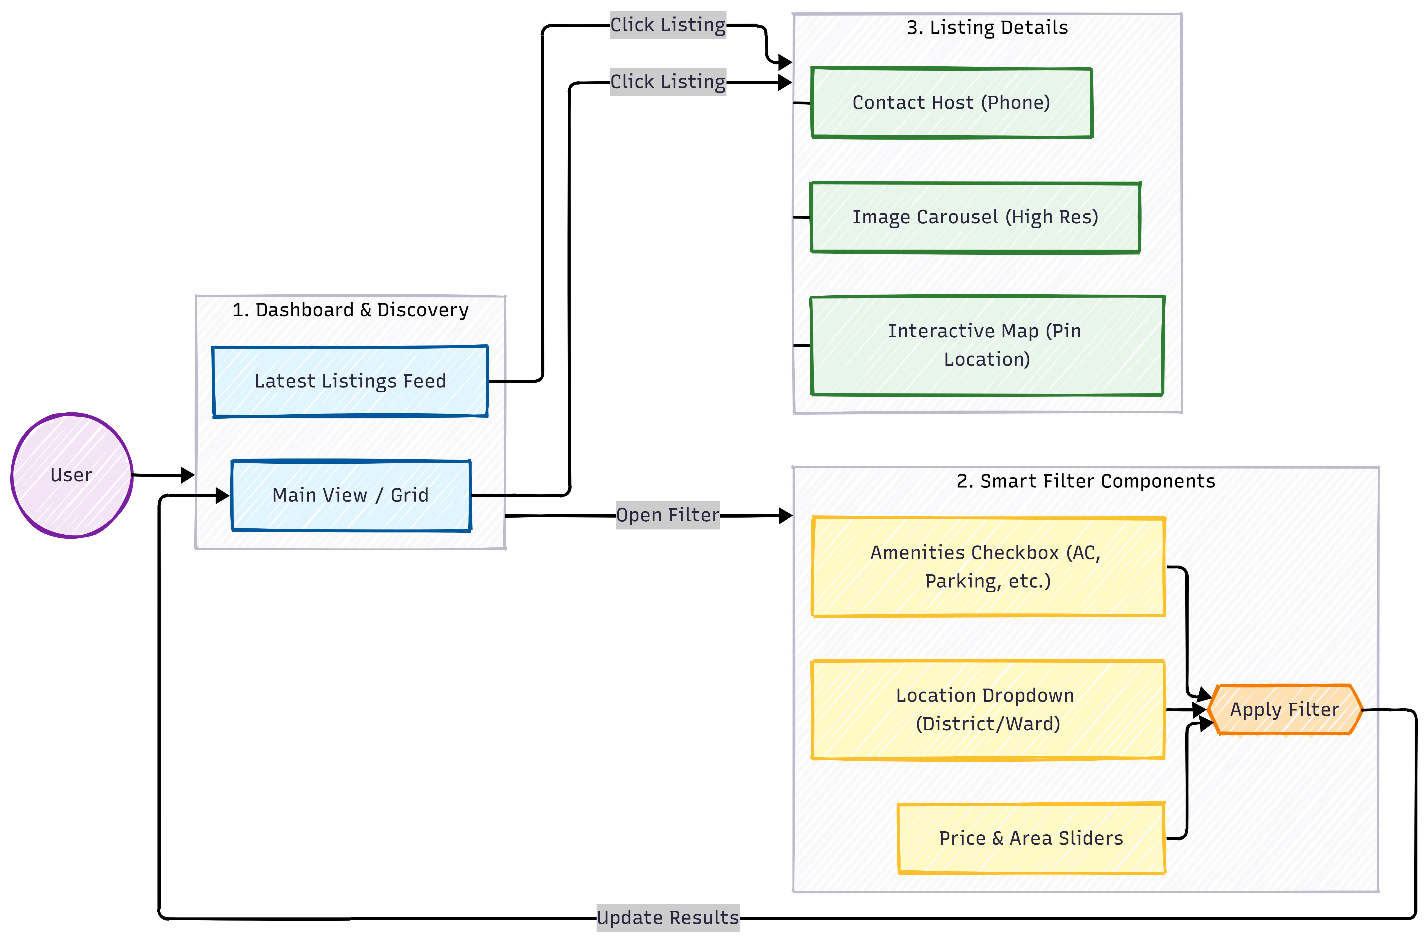 Click Listing
3. Listing Details
Click Listing
Contact Host (Phone)
Image Carousel (High Res)
1. Dashboard & Discovery
Interactive Map (Pin
Location)
Latest Listings Feed
User
Main View / Grid
2. Smart Filter Components
Open Filter
Amenities Checkbox (AC,
Parking, etc.)
Location Dropdown
(District/Ward)
Apply Filter
Price & Area Sliders
Update Results